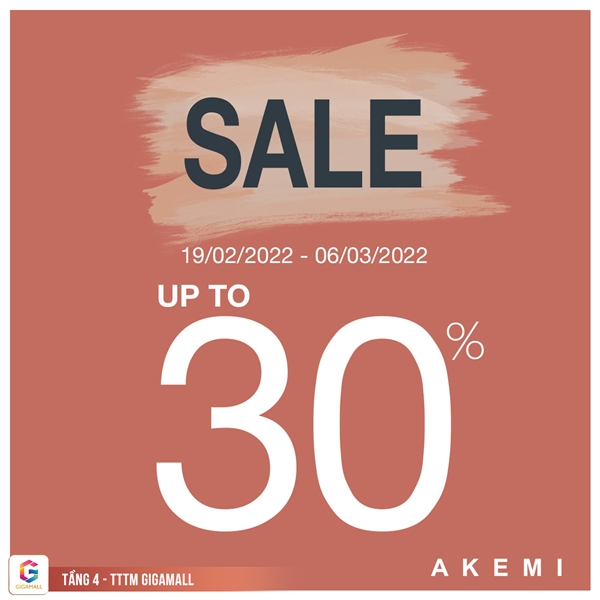 SALE
19/02/2022 - 06/03/2022
UP TO
30%
AKEMI
GIGAMALL
TẦNG 4 - TTTM GIGAMALL